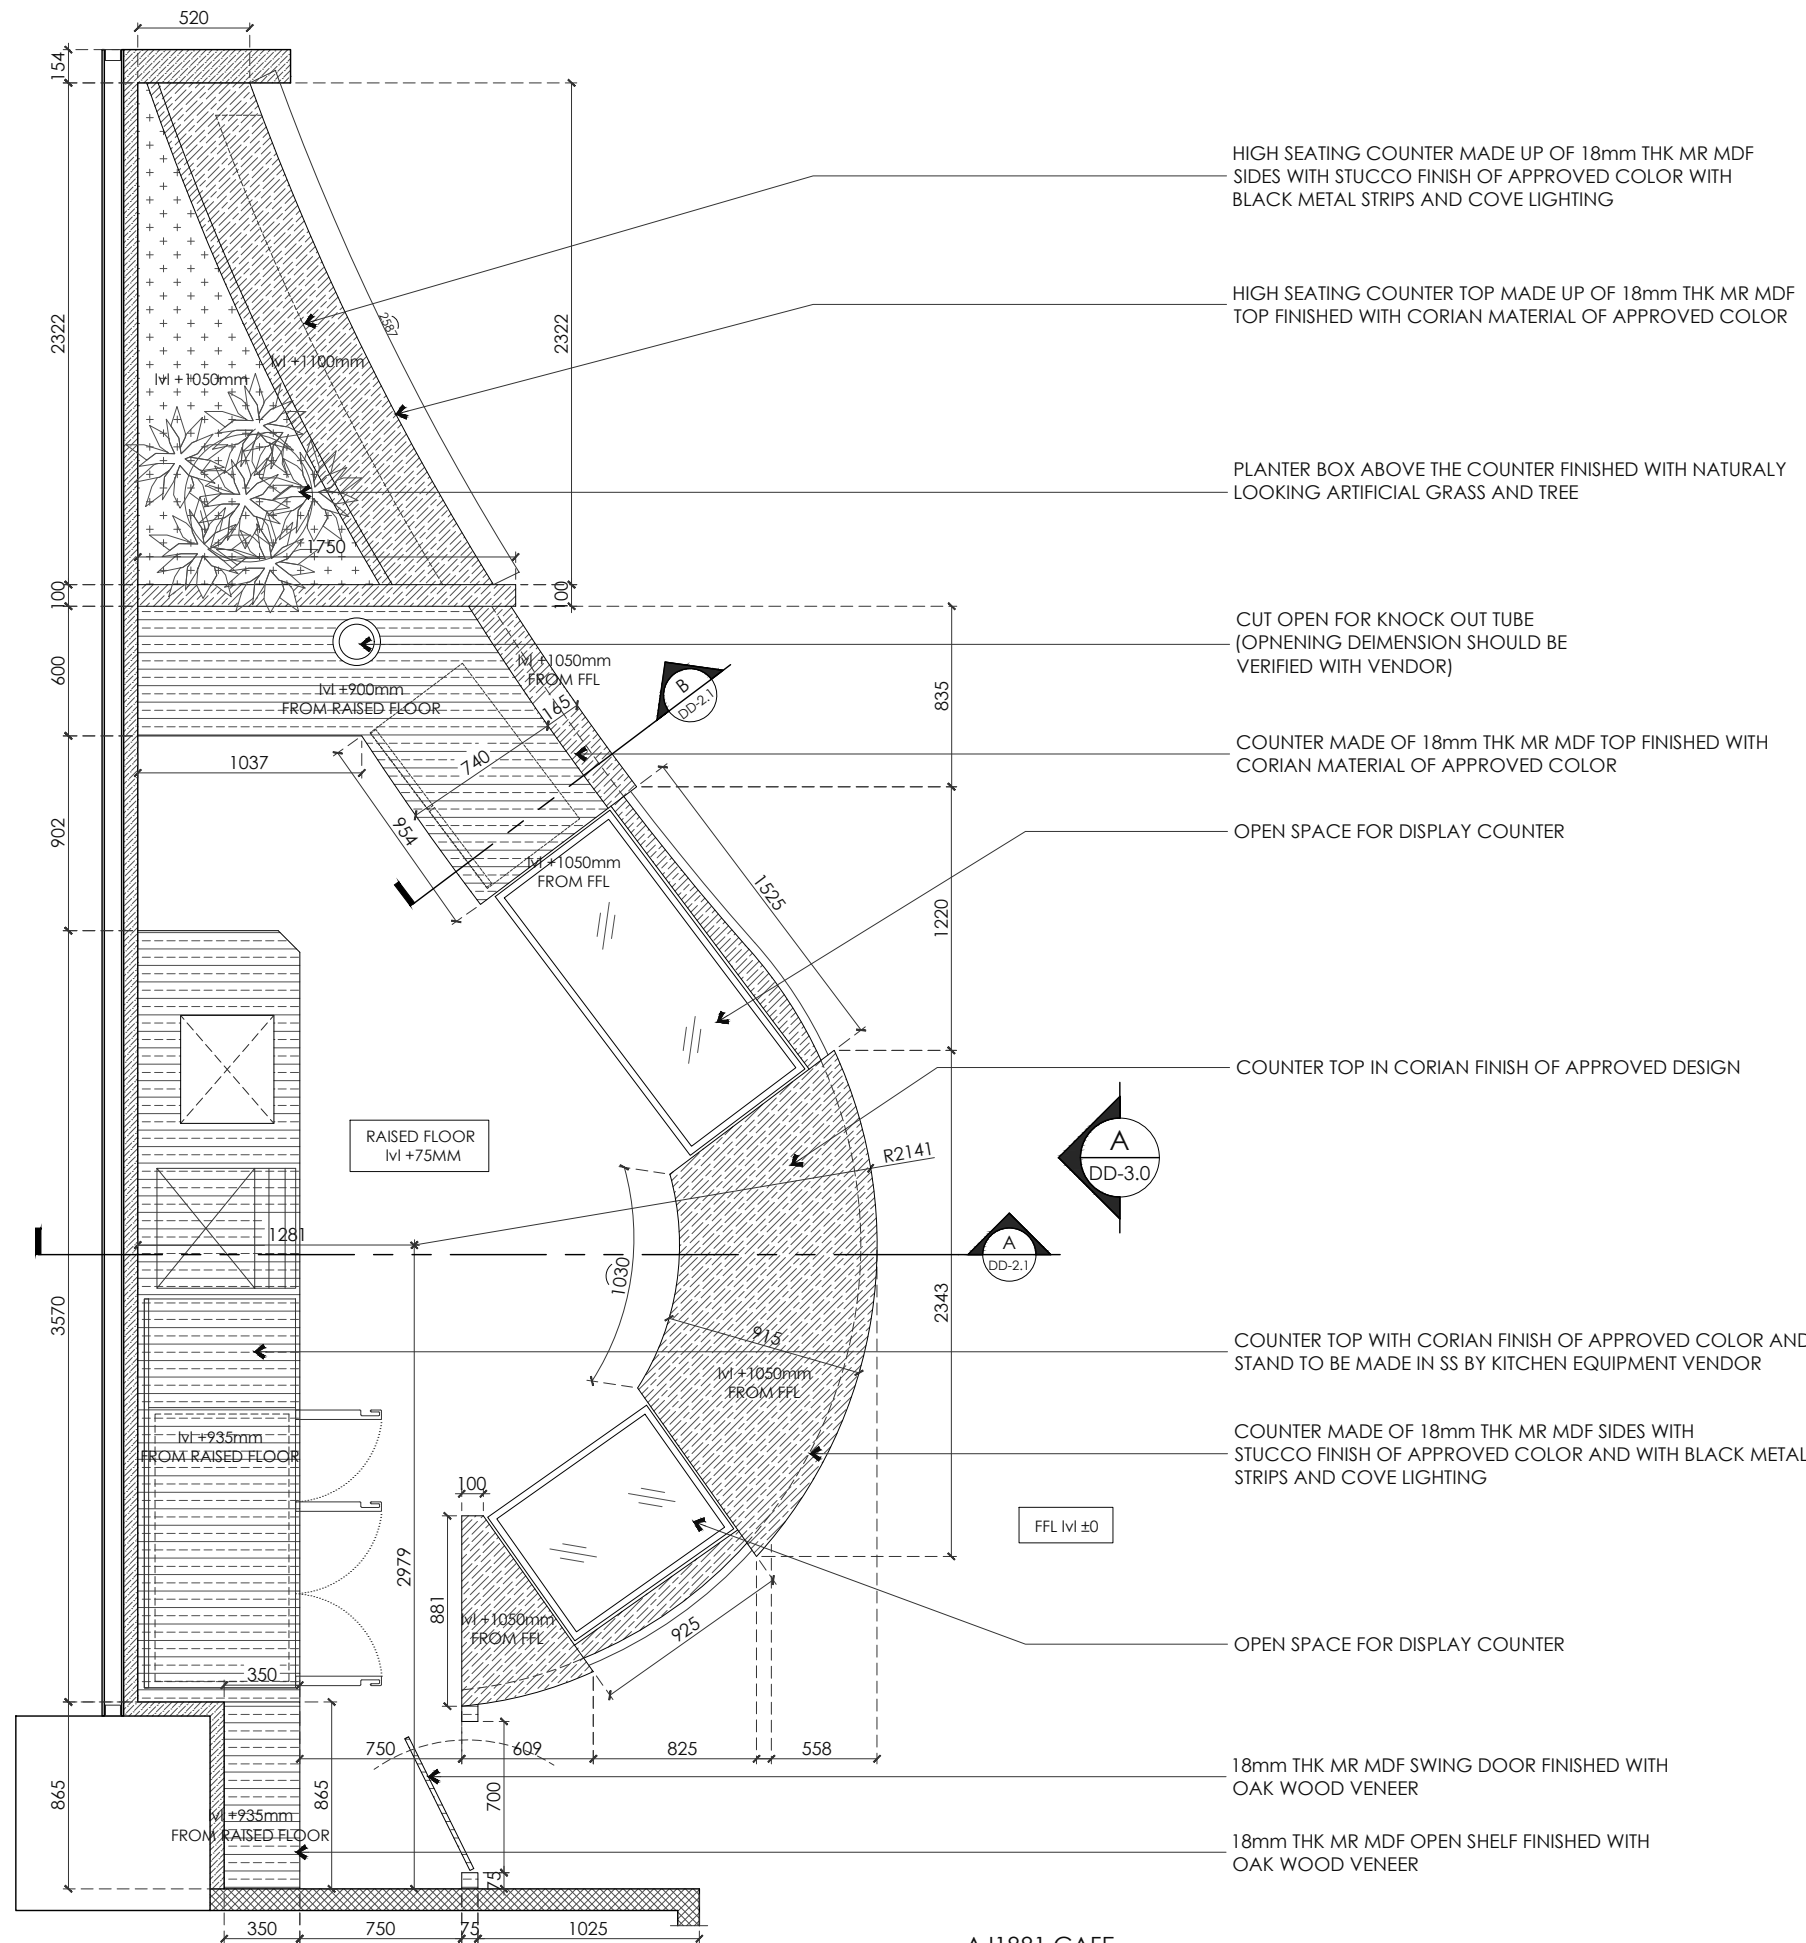 520
154
2322
2322
2587
lvl +1100mm
lvl +1050mm
1750
100
100
600
902
3570
865
835
1220
2343
lvl +1050mm
FROM FFL
lvl +900mm
FROM RAISED FLOOR
165
B
DD-2.1
1037
740
954
lvl +1050mm
FROM FFL
1525
RAISED FLOOR
lvl +75MM
R2141
A
DD-3.0
1281
A
DD-2.1
1030
915
lvl +1050mm
FROM FFL
lvl +935mm
FROM RAISED FLOOR
100
FFL lvl ±0
2979
881
lvl +1050mm
FROM FFL
925
350
750
609
825
558
865
700
lvl +935mm
FROM RAISED FLOOR
75
350
750
75
1025
HIGH SEATING COUNTER MADE UP OF 18mm THK MR MDF
SIDES WITH STUCCO FINISH OF APPROVED COLOR WITH
BLACK METAL STRIPS AND COVE LIGHTING
HIGH SEATING COUNTER TOP MADE UP OF 18mm THK MR MDF
TOP FINISHED WITH CORIAN MATERIAL OF APPROVED COLOR
PLANTER BOX ABOVE THE COUNTER FINISHED WITH NATURALY
LOOKING ARTIFICIAL GRASS AND TREE
CUT OPEN FOR KNOCK OUT TUBE
(OPNENING DEIMENSION SHOULD BE
VERIFIED WITH VENDOR)
COUNTER MADE OF 18mm THK MR MDF TOP FINISHED WITH
CORIAN MATERIAL OF APPROVED COLOR
OPEN SPACE FOR DISPLAY COUNTER
COUNTER TOP IN CORIAN FINISH OF APPROVED DESIGN
COUNTER TOP WITH CORIAN FINISH OF APPROVED COLOR AND
STAND TO BE MADE IN SS BY KITCHEN EQUIPMENT VENDOR
COUNTER MADE OF 18mm THK MR MDF SIDES WITH
STUCCO FINISH OF APPROVED COLOR AND WITH BLACK METAL
STRIPS AND COVE LIGHTING
OPEN SPACE FOR DISPLAY COUNTER
18mm THK MR MDF SWING DOOR FINISHED WITH
OAK WOOD VENEER
18mm THK MR MDF OPEN SHELF FINISHED WITH
OAK WOOD VENEER